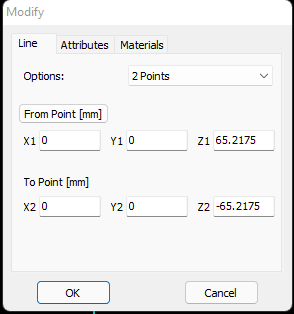 Modify
Line Attributes Materials
Options: 2 Points
From Point [mm]
X1 0 Y1 0 Z1 65.2175
To Point [mm]
X2 0 Y2 0 Z2 -65.2175
OK Cancel